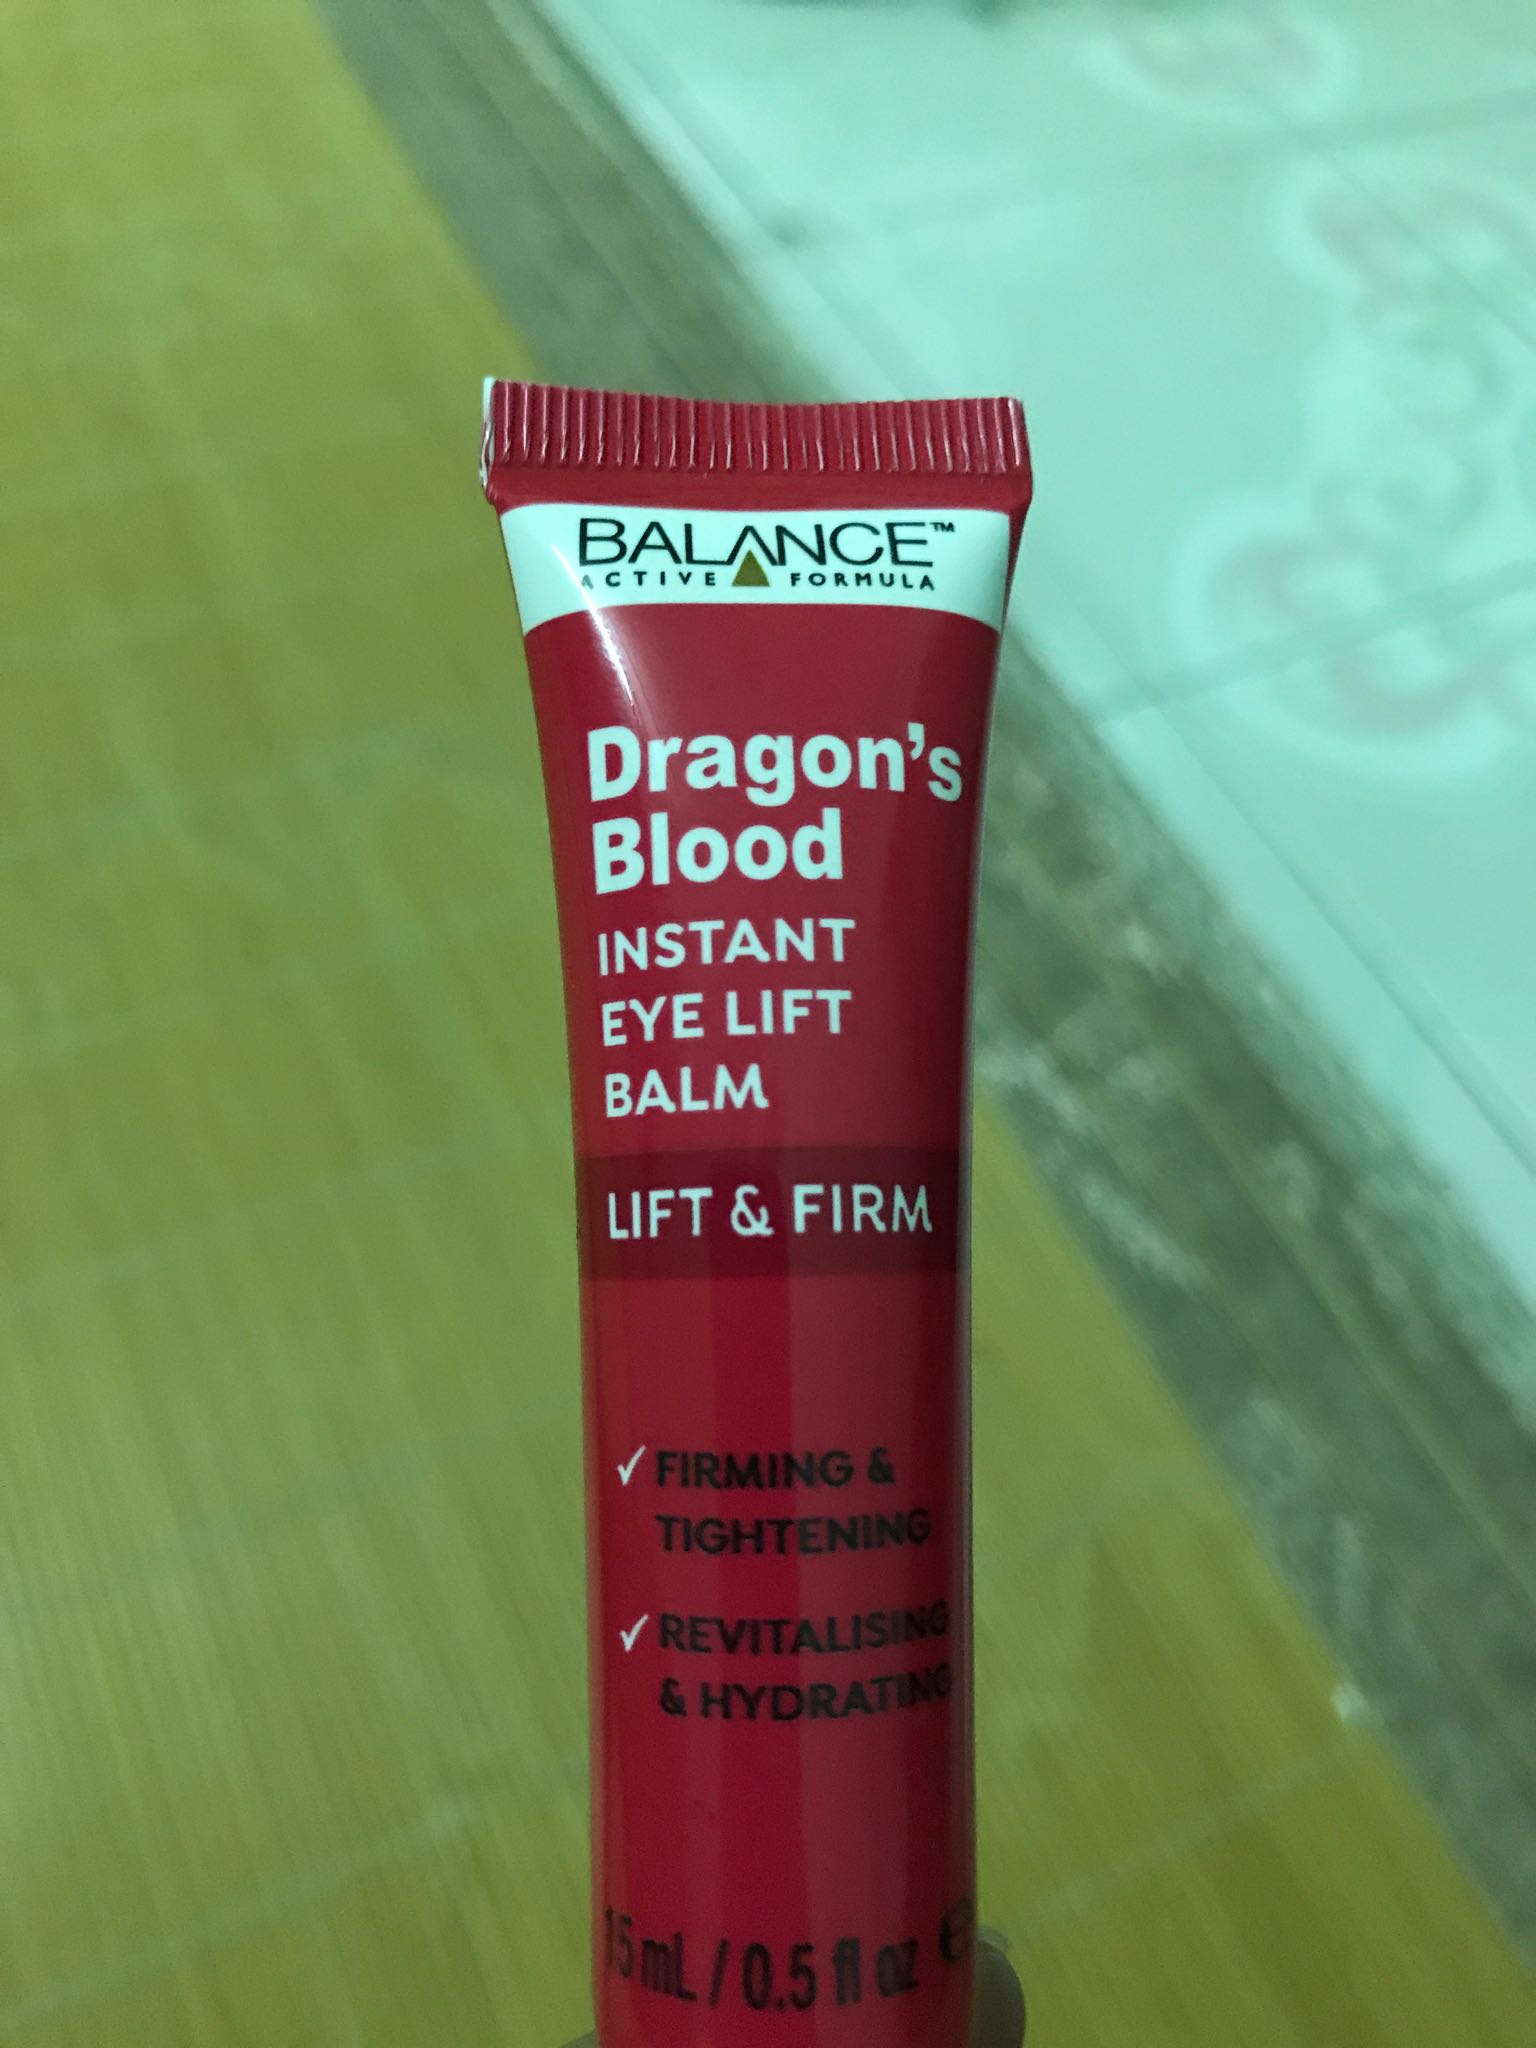 BALANCE™
ACTIVE FORMULA
Dragon's
Blood
INSTANT
EYE LIFT
BALM
LIFT & FIRM
✓ FIRMING &
TIGHTENING
✓ REVITALISING
& HYDRATING
15 mL / 0.5 fl oz ℮